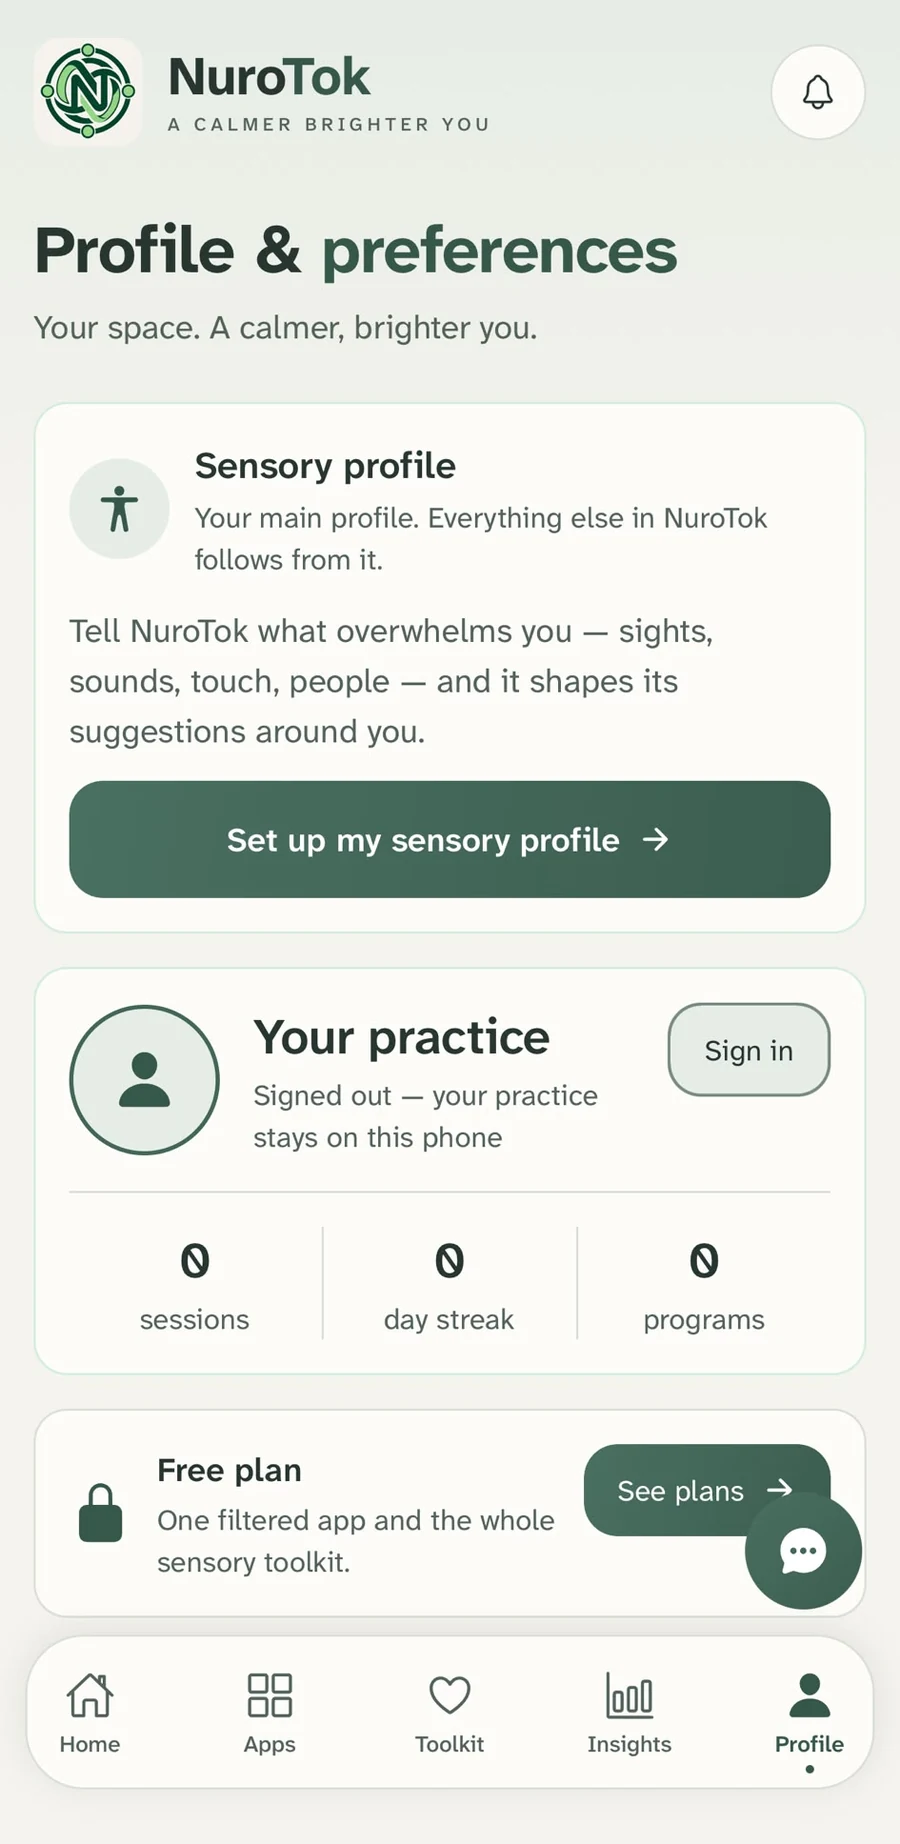 NuroTok
A CALMER BRIGHTER YOU
Profile & preferences
Your space. A calmer, brighter you.
Sensory profile
Your main profile. Everything else in NuroTok
follows from it.
Tell NuroTok what overwhelms you — sights,
sounds, touch, people — and it shapes its
suggestions around you.
Set up my sensory profile →
Your practice
Signed out — your practice
stays on this phone
Sign in
0
sessions
0
day streak
0
programs
Free plan
One filtered app and the whole
sensory toolkit.
See plans →
Home
Apps
Toolkit
Insights
Profile